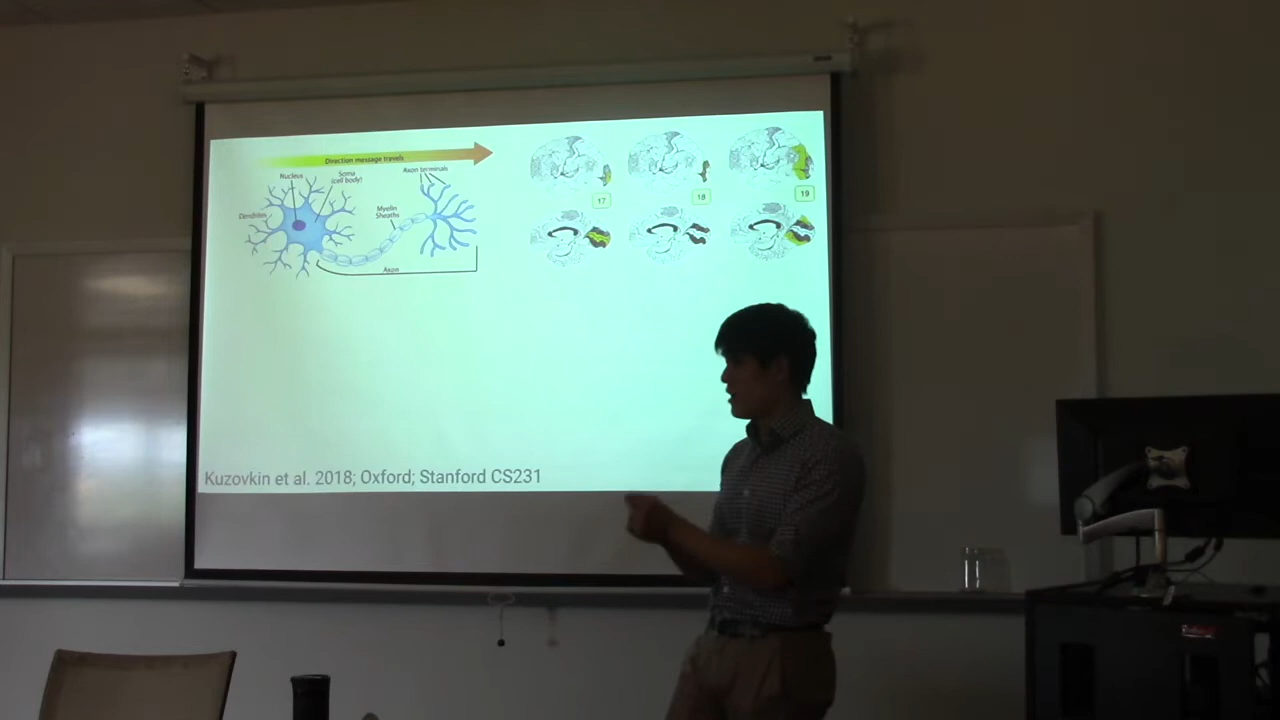 Direction message travels
Nucleus
Soma
(cell body)
Axon terminals
Dendrites
Myelin
Sheaths
Axon
17
18
19
Kuzovkin et al. 2018; Oxford; Stanford CS231